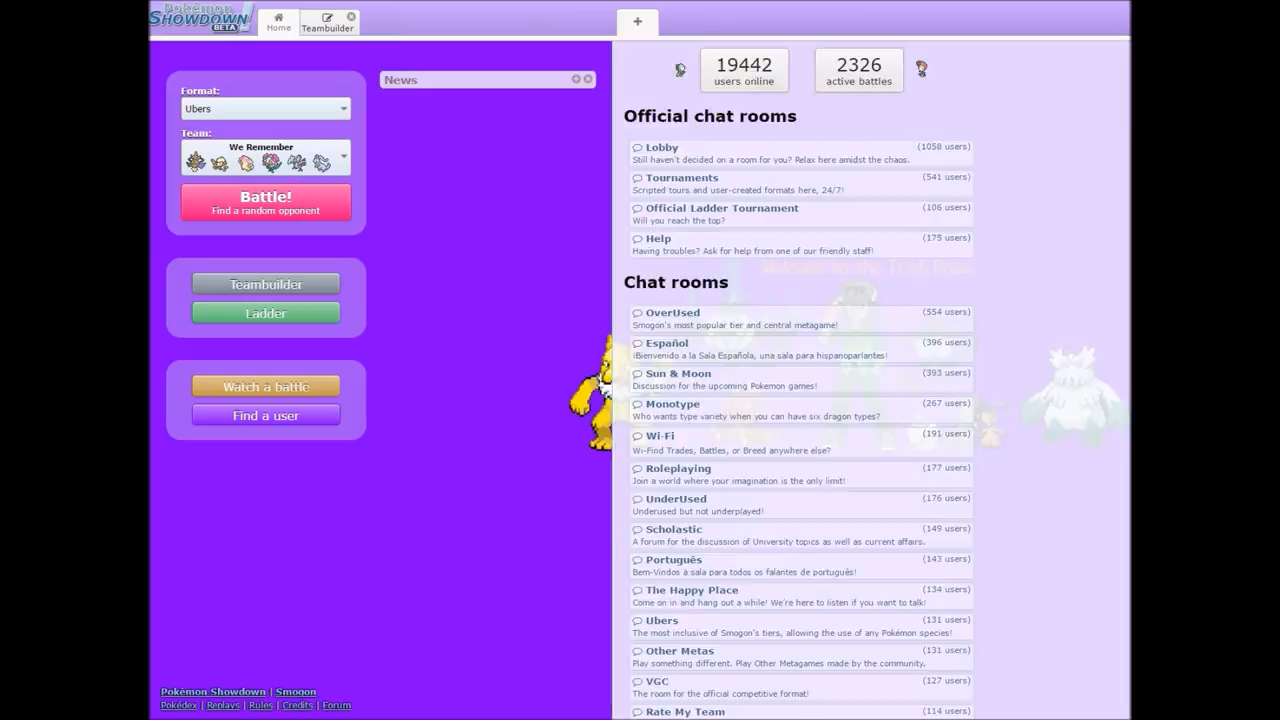 Pokémon
SHOWDOWN!
BETA
Home
Teambuilder
+
Format:
Ubers
Team:
We Remember
Battle!
Find a random opponent
Teambuilder
Ladder
Watch a battle
Find a user
News
Pokémon Showdown | Smogon
Pokédex | Replays | Rules | Credits | Forum
19442
users online
2326
active battles
Official chat rooms
Lobby (1058 users)
Still haven't decided on a room for you? Relax here amidst the chaos.
Tournaments (541 users)
Scripted tours and user-created formats here, 24/7!
Official Ladder Tournament (106 users)
Will you reach the top?
Help (175 users)
Having troubles? Ask for help from one of our friendly staff!
Chat rooms
OverUsed (554 users)
Smogon's most popular tier and central metagame!
Español (396 users)
¡Bienvenido a la Sala Española, una sala para hispanoparlantes!
Sun & Moon (393 users)
Discussion for the upcoming Pokemon games!
Monotype (267 users)
Who wants type variety when you can have six dragon types?
Wi-Fi (191 users)
Wi-Find Trades, Battles, or Breed anywhere else?
Roleplaying (177 users)
Join a world where your imagination is the only limit!
UnderUsed (176 users)
Underused but not underplayed!
Scholastic (149 users)
A forum for the discussion of University topics as well as current affairs.
Português (143 users)
Bem-Vindos à sala para todos os falantes de português!
The Happy Place (134 users)
Come on in and hang out a while! We're here to listen if you want to talk!
Ubers (131 users)
The most inclusive of Smogon's tiers, allowing the use of any Pokémon species!
Other Metas (131 users)
Play something different. Play Other Metagames made by the community.
VGC (127 users)
The room for the official competitive format!
Rate My Team (114 users)